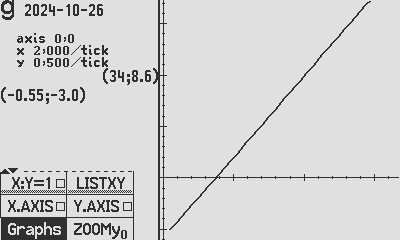 g 2024-10-26
axis 0;0
x 2;000/tick
y 0;500/tick
(34;8.6)
(-0.55;-3.0)
X:Y=1 LISTXY
X.AXIS Y.AXIS
Graphs ZOOMy0